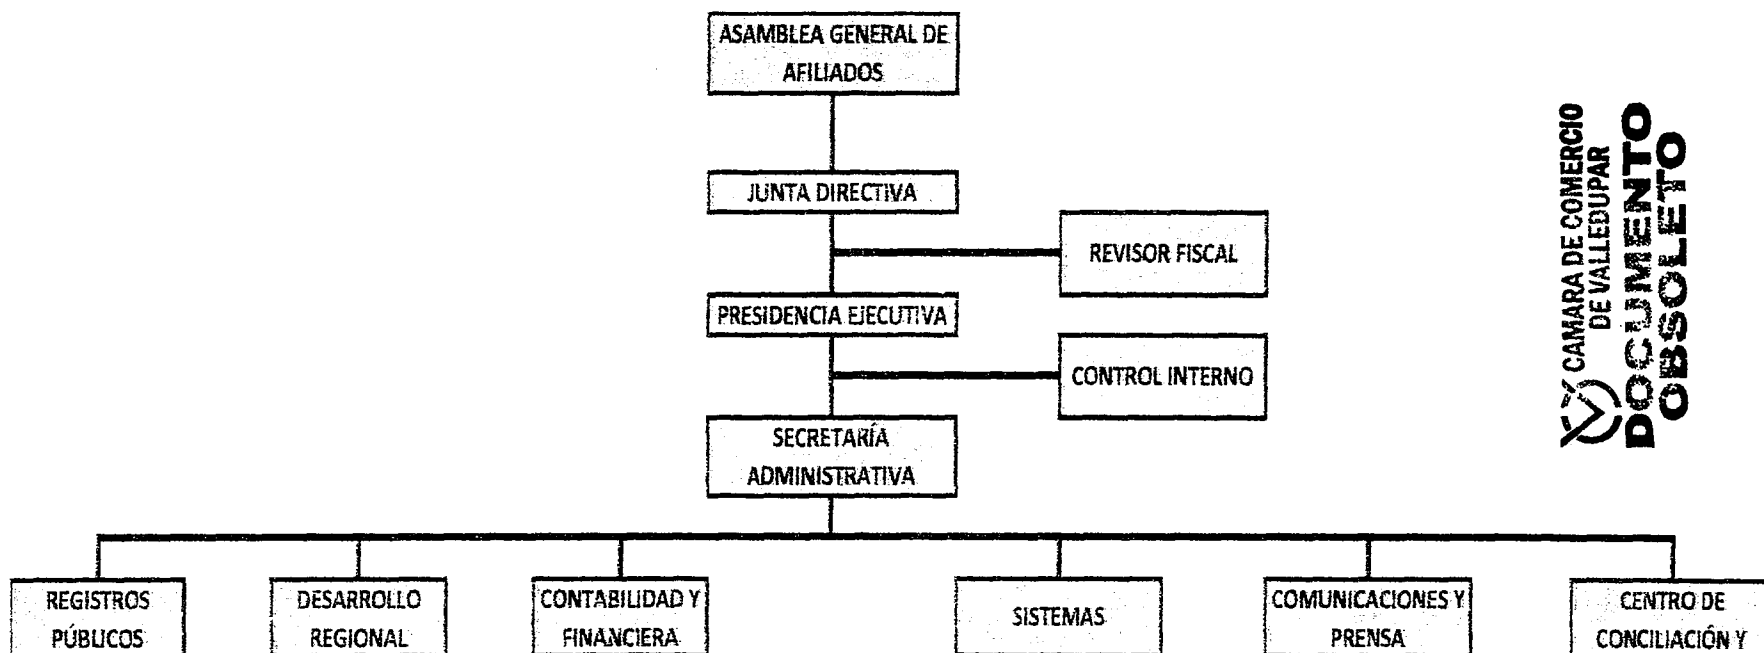 ASAMBLEA GENERAL DE
AFILIADOS
JUNTA DIRECTIVA
REVISOR FISCAL
PRESIDENCIA EJECUTIVA
CONTROL INTERNO
SECRETARÍA
ADMINISTRATIVA
REGISTROS
PÚBLICOS
DESARROLLO
REGIONAL
CONTABILIDAD Y
FINANCIERA
SISTEMAS
COMUNICACIONES Y
PRENSA
CENTRO DE
CONCILIACIÓN Y
CAMARA DE COMERCIO
DE VALLEDUPAR
DOCUMENTO
OBSOLETO